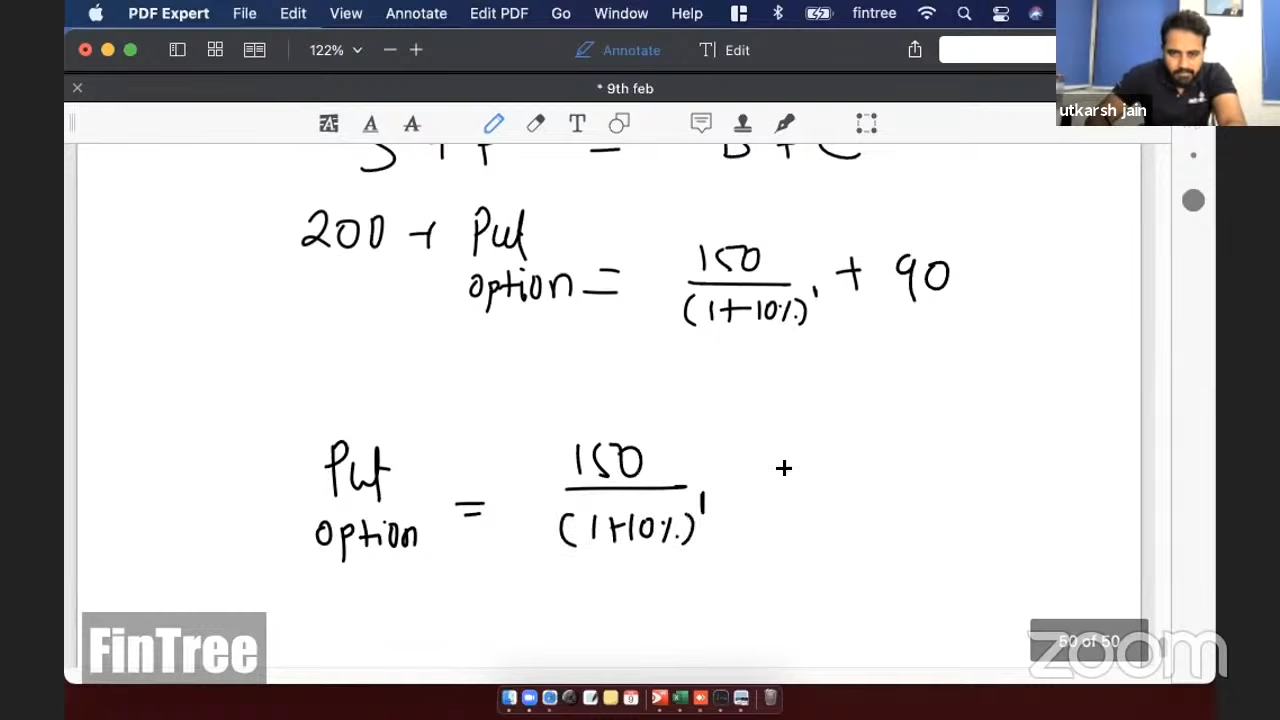 PDF Expert File Edit View Annotate Edit PDF Go Window Help fintree
122% Annotate T| Edit
* 9th feb
utkarsh jain
A A A T
S + P = B + C
200 + Put option = 150 / (1+10%)¹ + 90
Put option = 150 / (1+10%)¹
FinTree
50 of 50
zoom